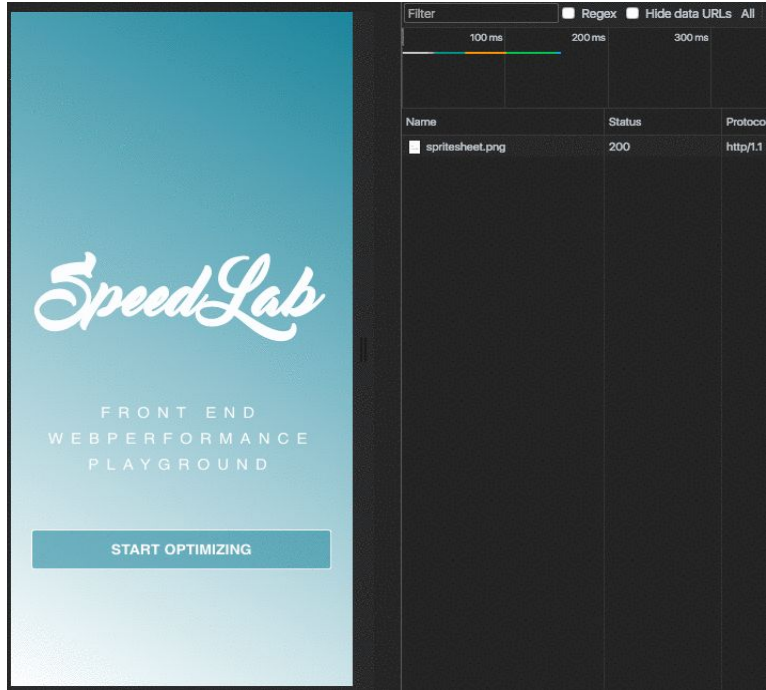 SpeedLab
FRONT END
WEBPERFORMANCE
PLAYGROUND
START OPTIMIZING
Filter
Regex
Hide data URLs
All
100 ms
200 ms
300 ms
Name
Status
Protoco
spritesheet.png
200
http/1.1